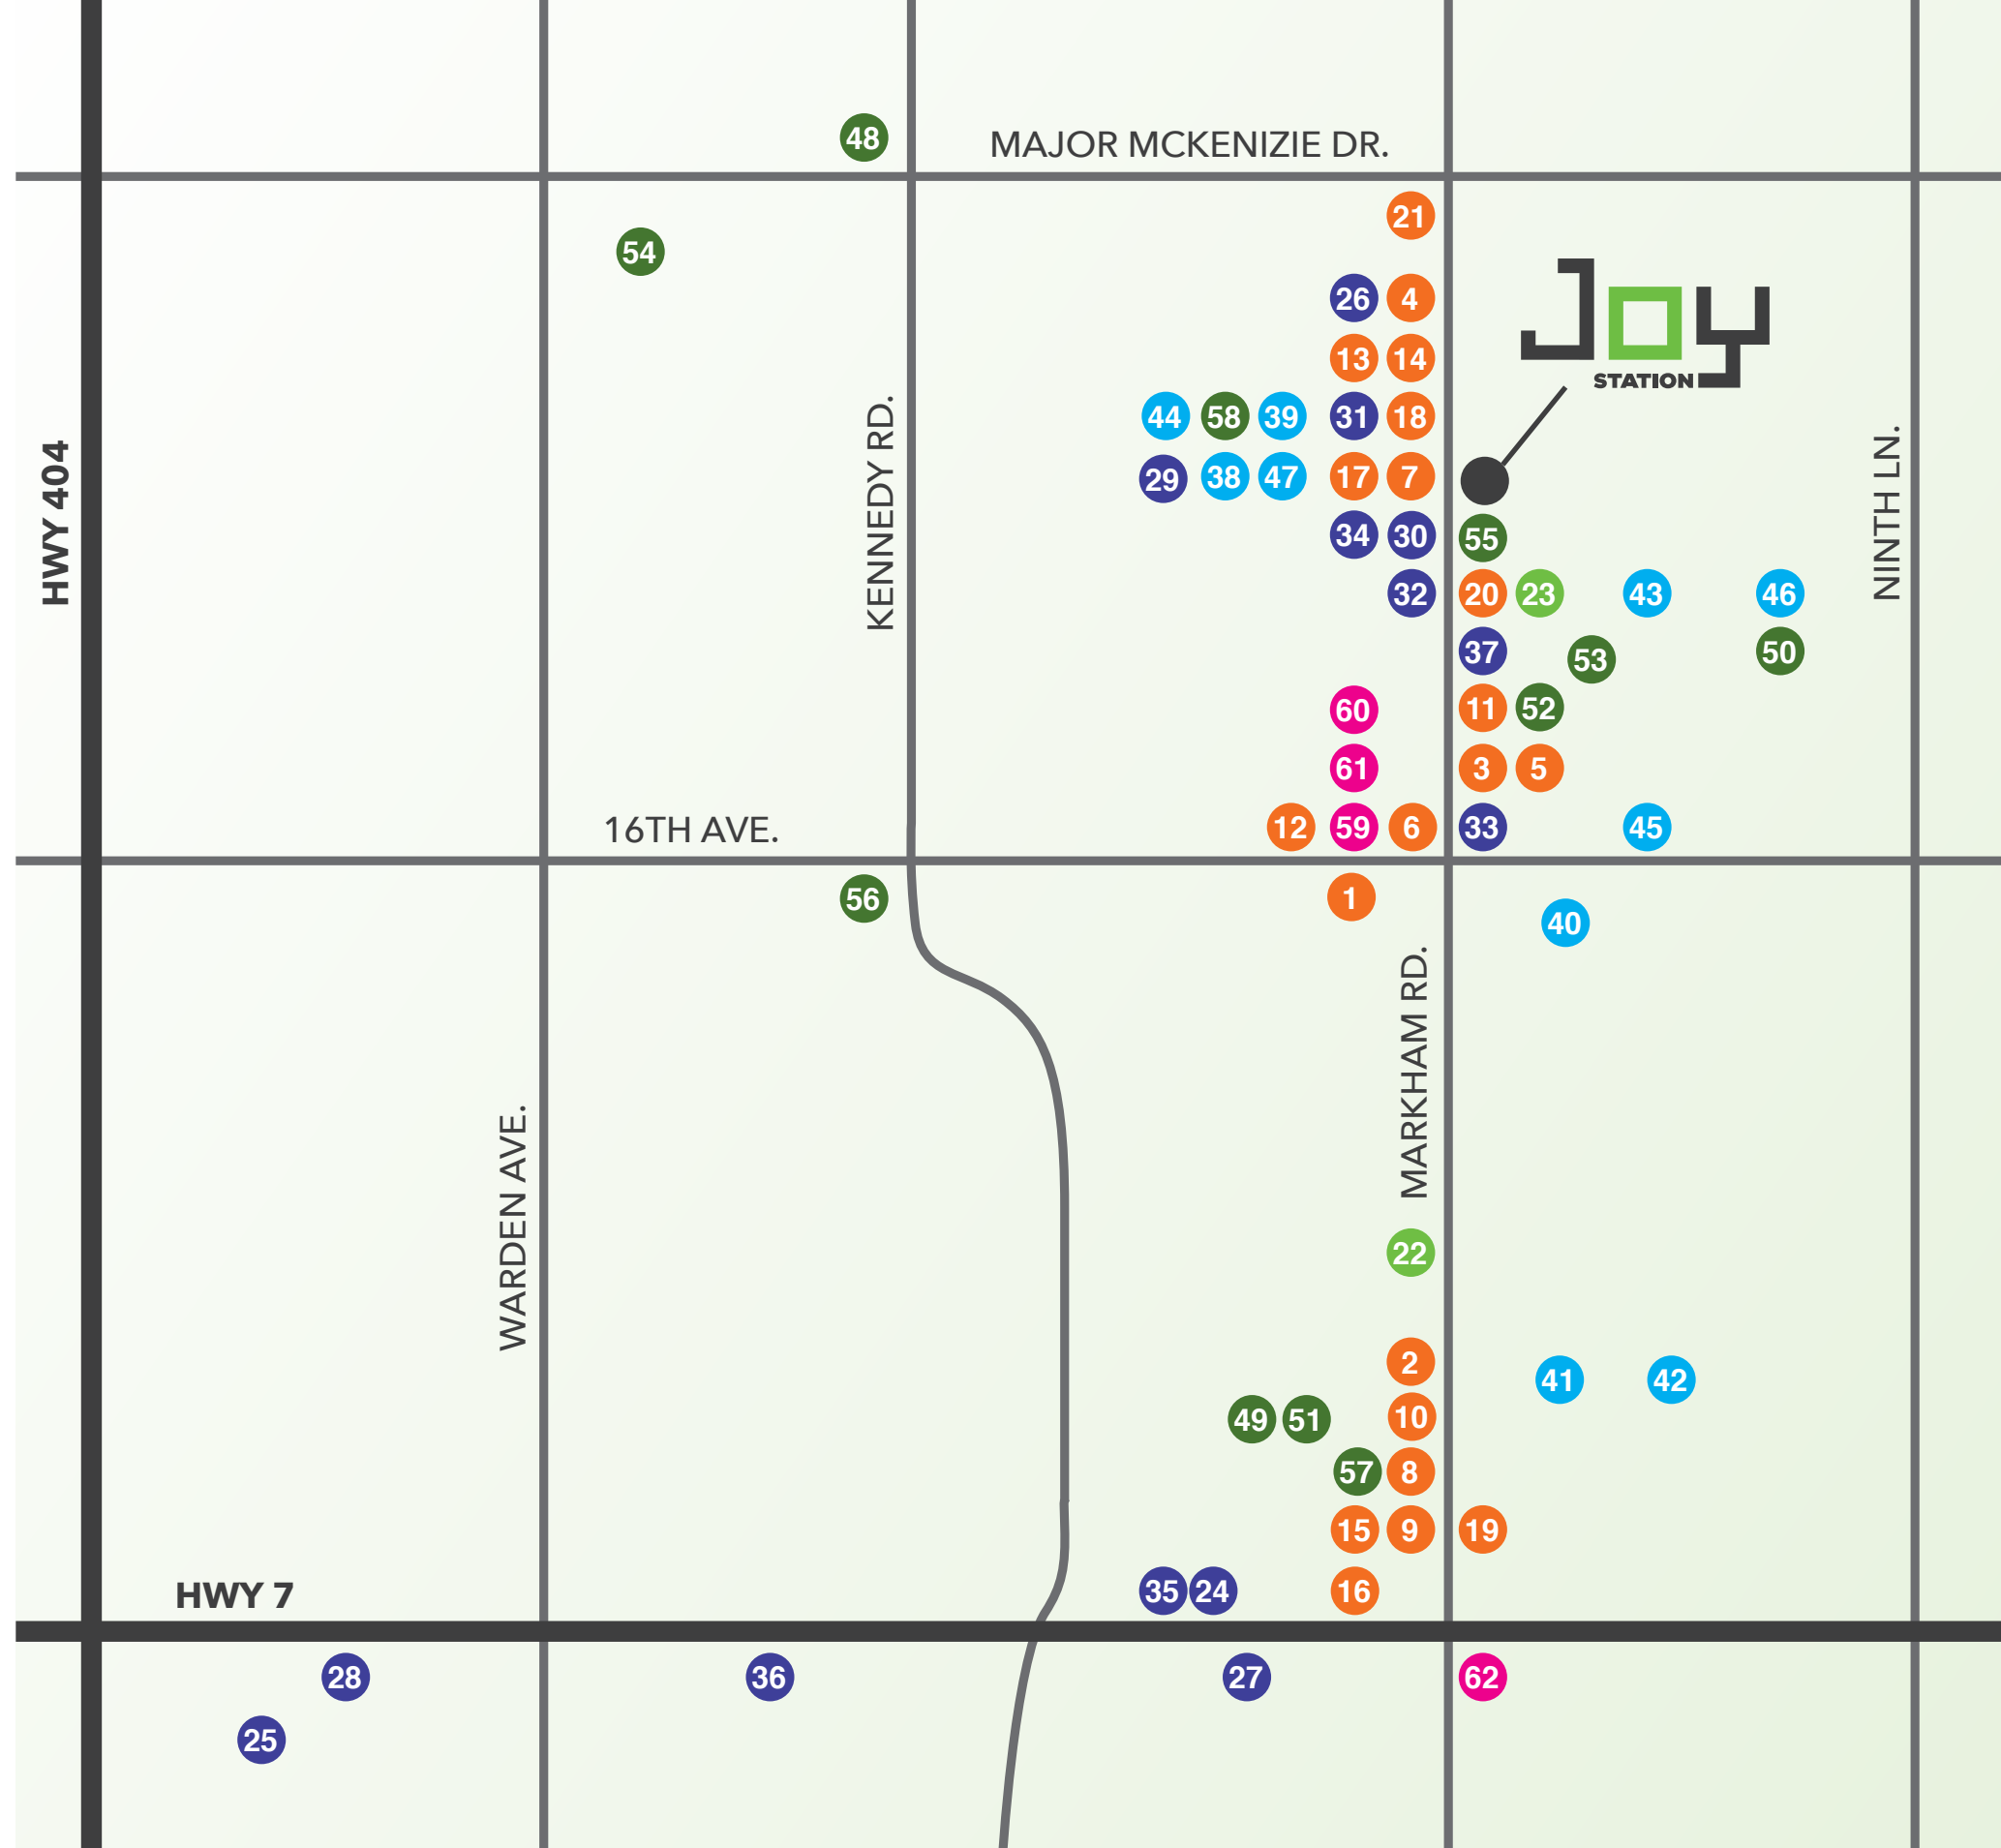 48
MAJOR MCKENIZIE DR.
21
54
26 4
Joy
STATION
13 14
44 58 39 31 18
HWY 404
KENNEDY RD.
NINTH LN.
29 38 47 17 7
34 30 55
32 20 23 43 46
37 53 50
60 11 52
61 3 5
16TH AVE.
12 59 6 33 45
56 1
40
MARKHAM RD.
WARDEN AVE.
22
2
41 42
49 51 10
57 8
15 9 19
HWY 7
35 24 16
28 36 27 62
25